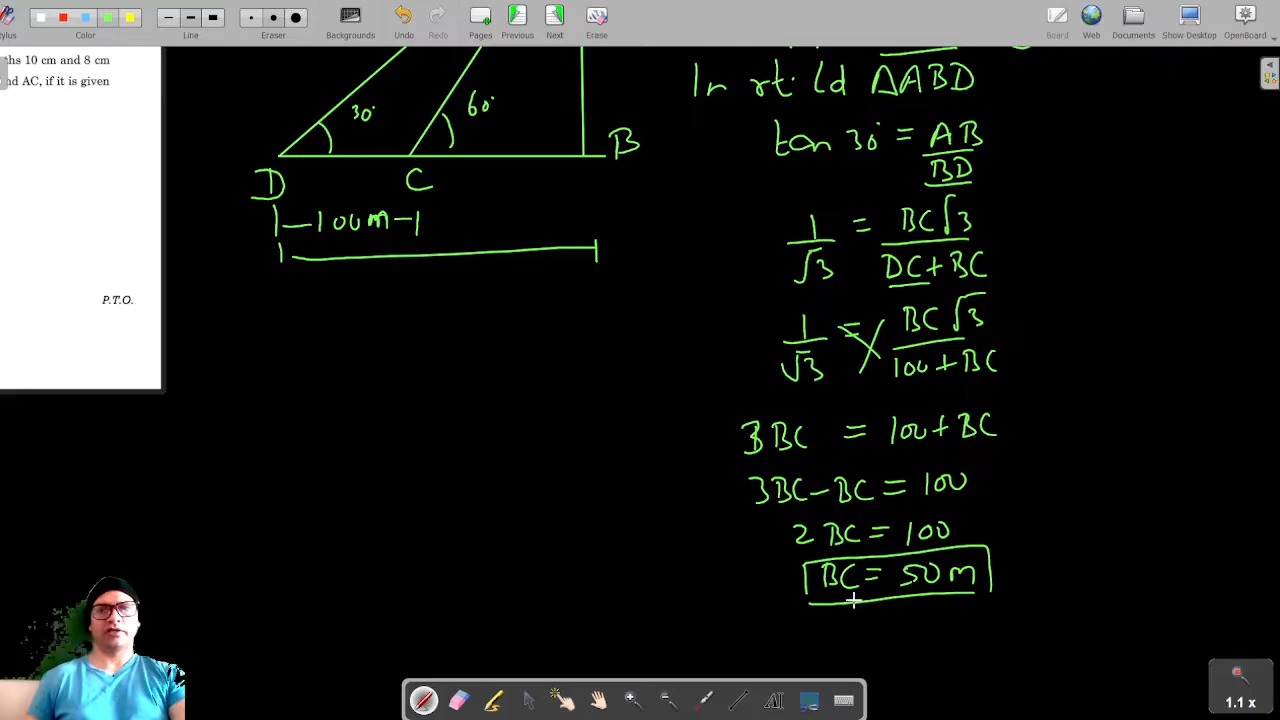 Stylus
Color
Line
Eraser
Backgrounds
Undo
Redo
Pages
Previous
Next
Erase
Board
Web
Documents
Show Desktop
OpenBoard
ths 10 cm and 8 cm
nd AC, if it is given
P.T.O.
30°
60°
B
D
C
100m
In rt. ∠d ΔABD
tan 30° = AB/BD
1/√3 = BC√3/DC+BC
1/√3 = BC√3/100+BC
3BC = 100+BC
3BC-BC = 100
2BC = 100
BC = 50m
1.1 x